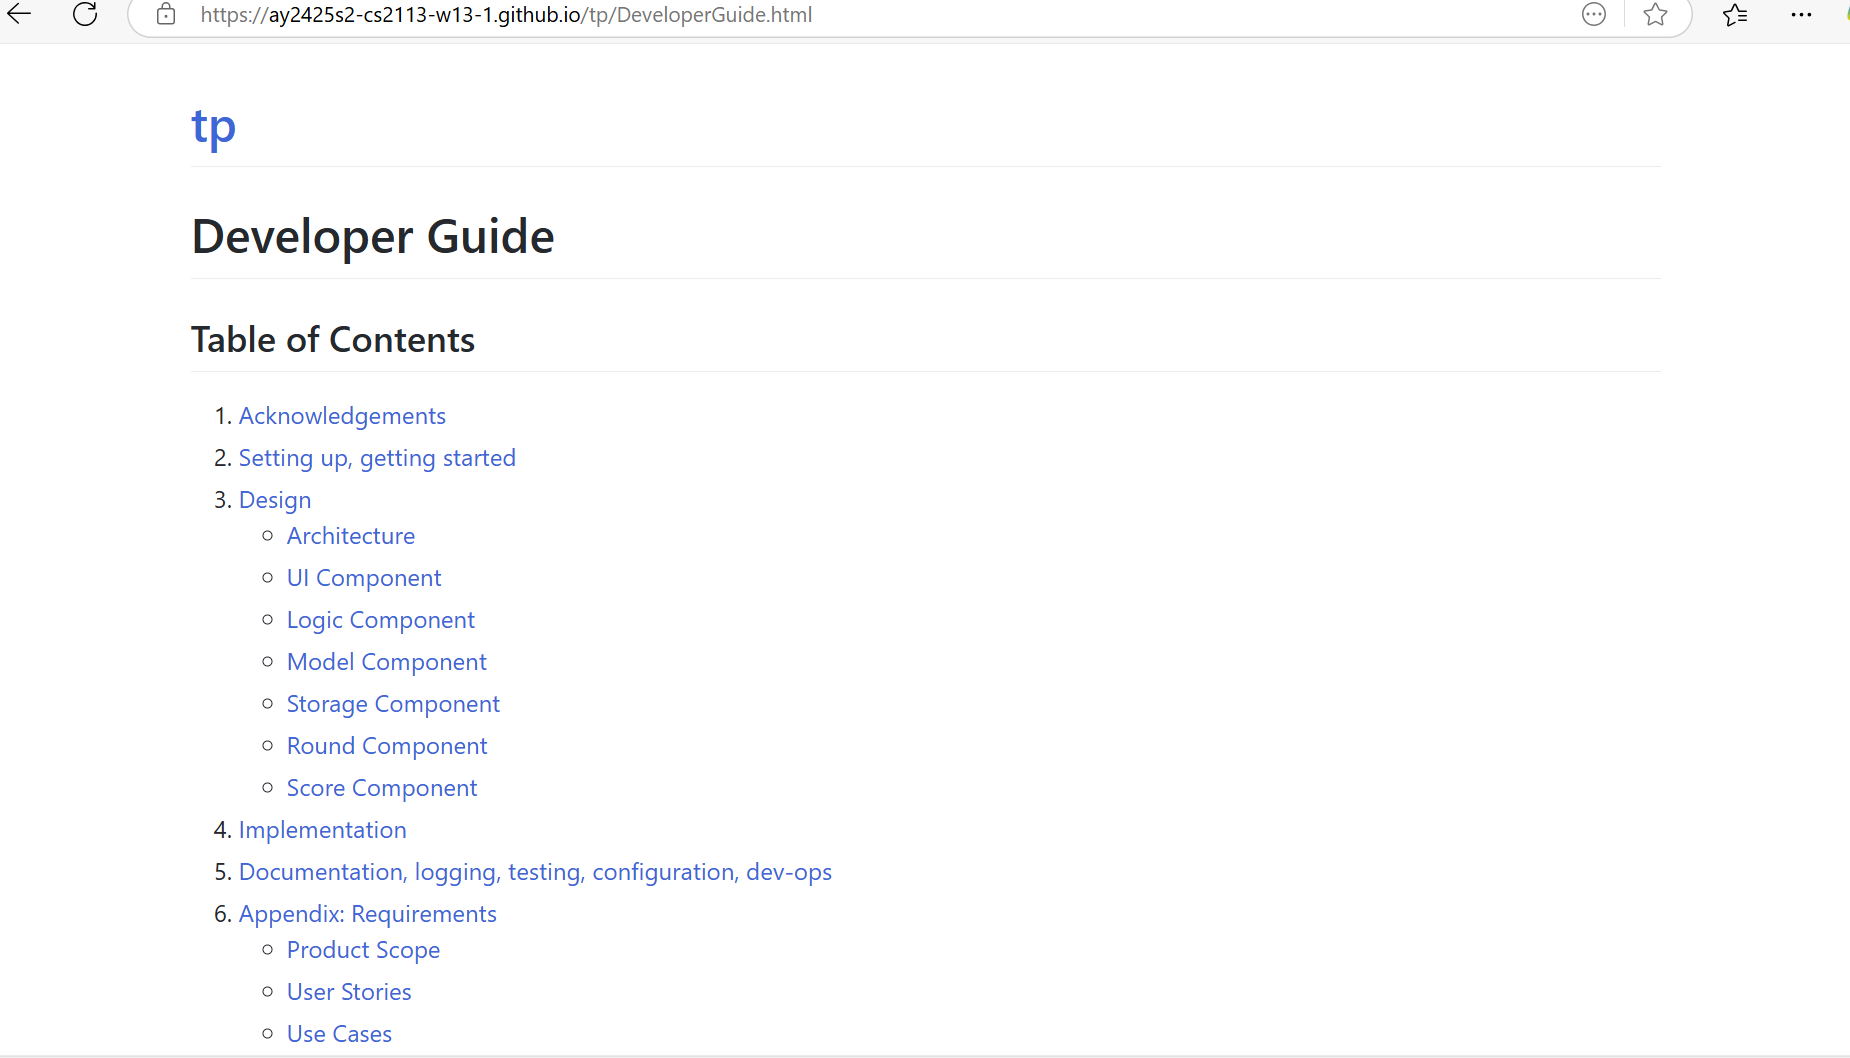 https://ay2425s2-cs2113-w13-1.github.io/tp/DeveloperGuide.html
tp
Developer Guide
Table of Contents
1. Acknowledgements
2. Setting up, getting started
3. Design
Architecture
UI Component
Logic Component
Model Component
Storage Component
Round Component
Score Component
4. Implementation
5. Documentation, logging, testing, configuration, dev-ops
6. Appendix: Requirements
Product Scope
User Stories
Use Cases